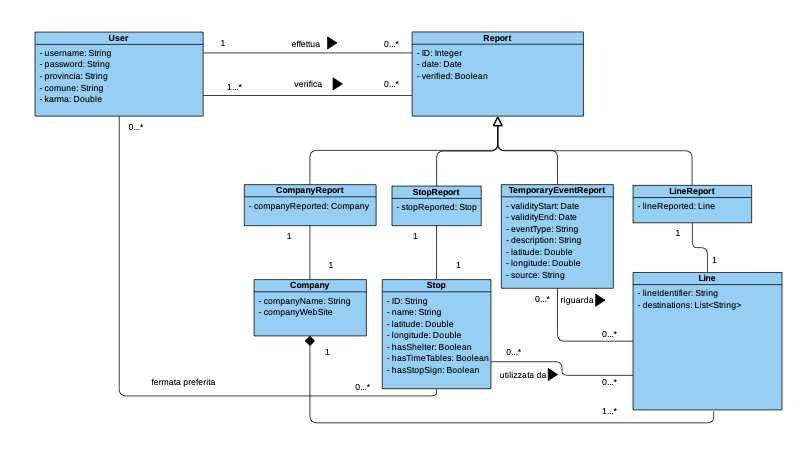 User
- username: String
- password: String
- provincia: String
- comune: String
- karma: Double
1
effettua
0...*
1...*
verifica
0...*
Report
- ID: Integer
- date: Date
- verified: Boolean
0...*
CompanyReport
- companyReported: Company
StopReport
- stopReported: Stop
TemporaryEventReport
- validityStart: Date
- validityEnd: Date
- eventType: String
- description: String
- latitude: Double
- longitude: Double
- source: String
LineReport
- lineReported: Line
1
1
1
1
1
1
Company
- companyName: String
- companyWebSite
Stop
- ID: String
- name: String
- latitude: Double
- longitude: Double
- hasShelter: Boolean
- hasTimeTables: Boolean
- hasStopSign: Boolean
Line
- lineIdentifier: String
- destinations: List<String>
0...*
riguarda
0...*
1
0...*
utilizzata da
0...*
fermata preferita
0...*
1...*